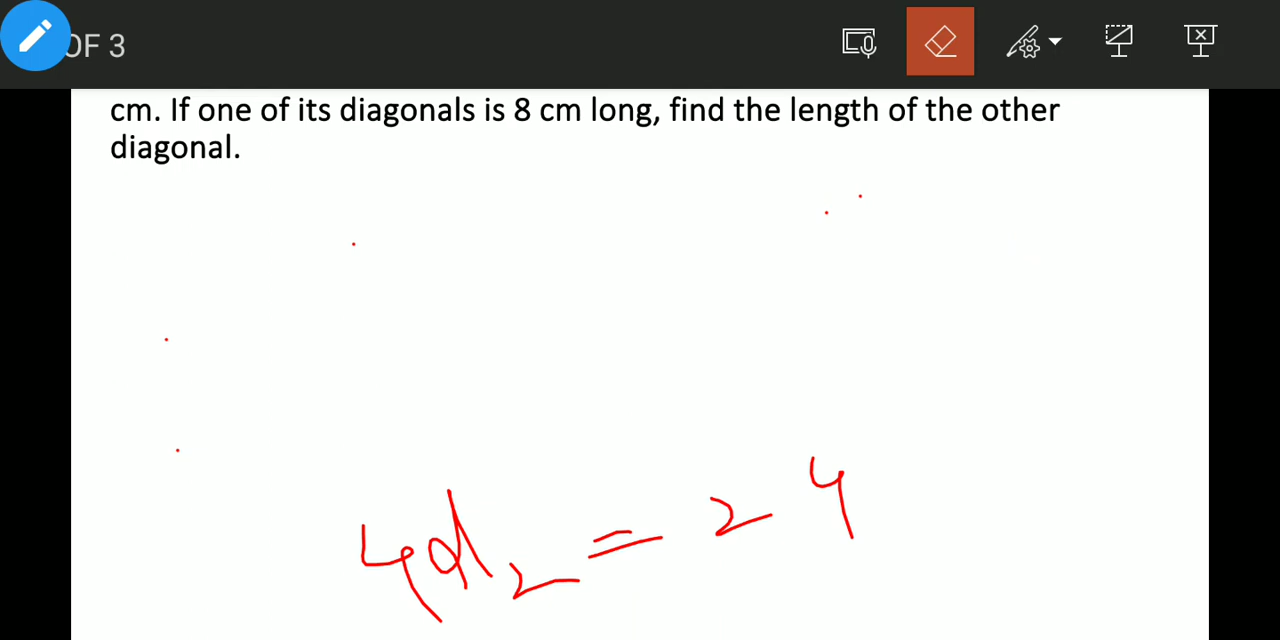 OF 3
cm. If one of its diagonals is 8 cm long, find the length of the other
diagonal.
4d₂ = 24